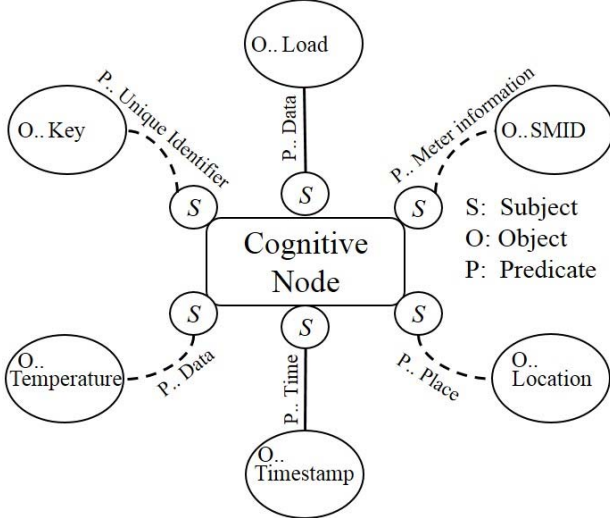 O.. Load
P.. Data
P.. Unique Identifier
O.. Key
P.. Meter information
O.. SMID
S
S
S
S: Subject
O: Object
P: Predicate
Cognitive
Node
S
S
S
O..
Temperature
P.. Data
P.. Time
P.. Place
O..
Location
O..
Timestamp